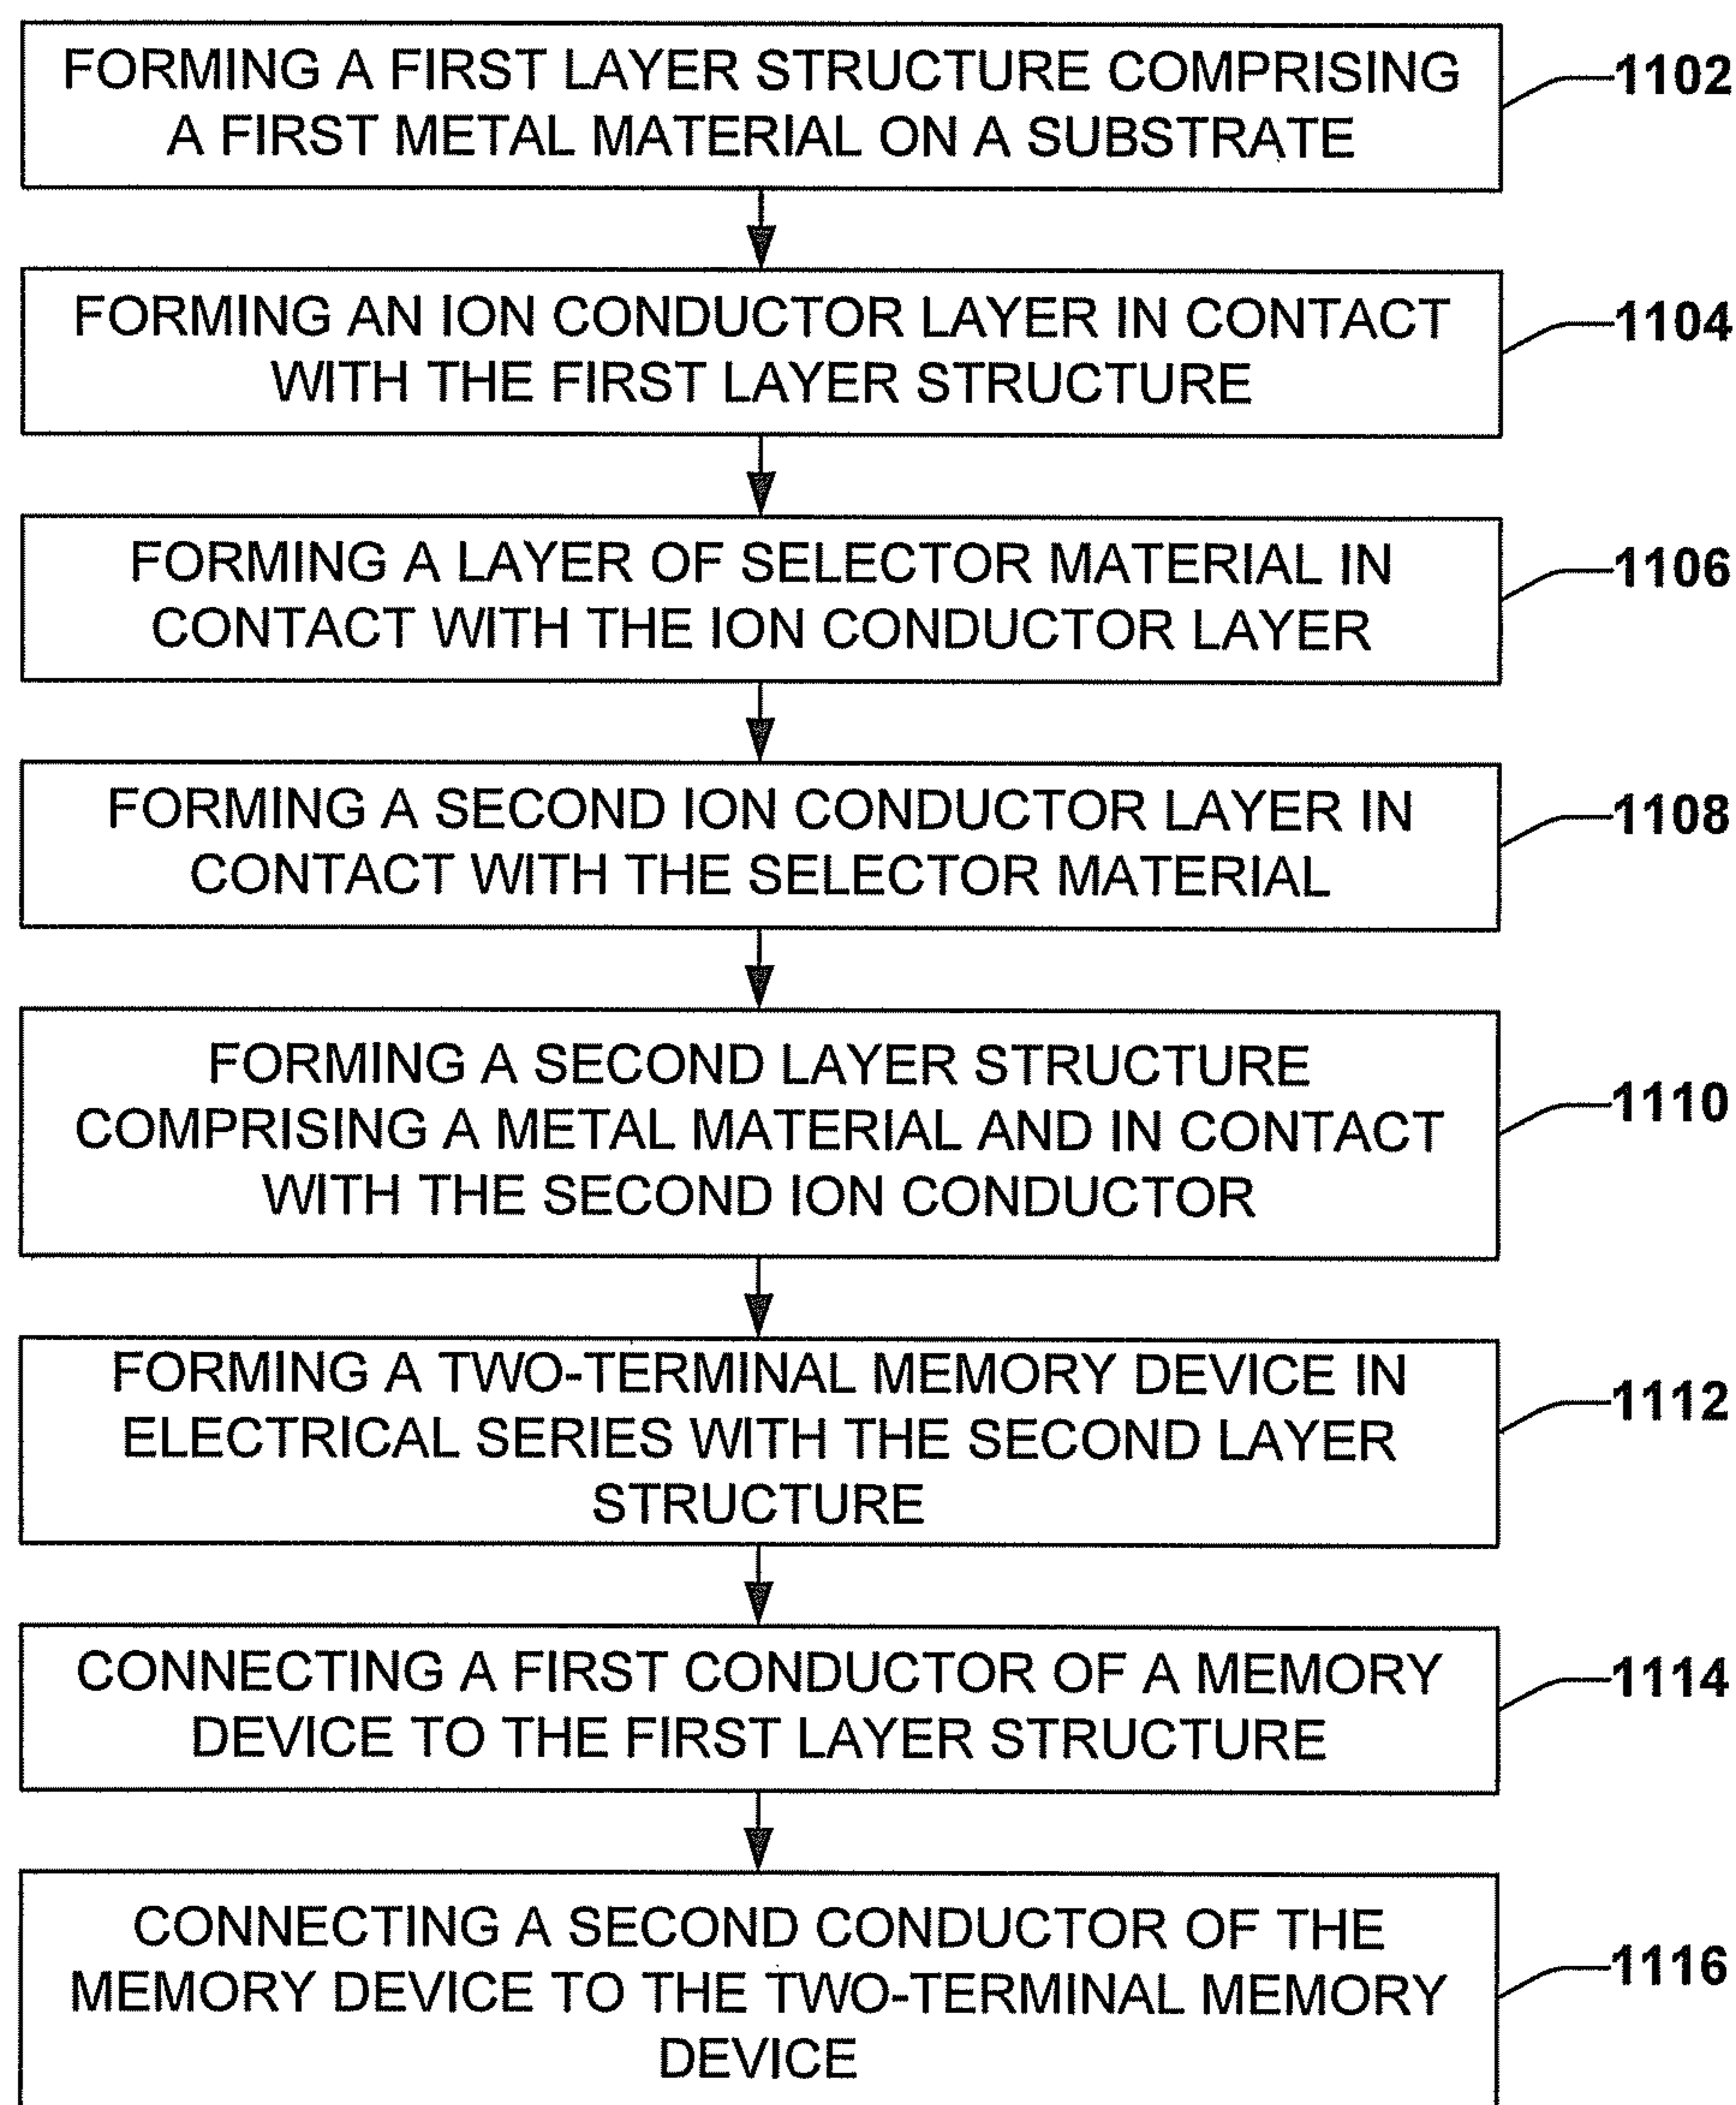 FORMING A FIRST LAYER STRUCTURE COMPRISING
A FIRST METAL MATERIAL ON A SUBSTRATE
1102
FORMING AN ION CONDUCTOR LAYER IN CONTACT
WITH THE FIRST LAYER STRUCTURE
1104
FORMING A LAYER OF SELECTOR MATERIAL IN
CONTACT WITH THE ION CONDUCTOR LAYER
1106
FORMING A SECOND ION CONDUCTOR LAYER IN
CONTACT WITH THE SELECTOR MATERIAL
1108
FORMING A SECOND LAYER STRUCTURE
COMPRISING A METAL MATERIAL AND IN CONTACT
WITH THE SECOND ION CONDUCTOR
1110
FORMING A TWO-TERMINAL MEMORY DEVICE IN
ELECTRICAL SERIES WITH THE SECOND LAYER
STRUCTURE
1112
CONNECTING A FIRST CONDUCTOR OF A MEMORY
DEVICE TO THE FIRST LAYER STRUCTURE
1114
CONNECTING A SECOND CONDUCTOR OF THE
MEMORY DEVICE TO THE TWO-TERMINAL MEMORY
DEVICE
1116